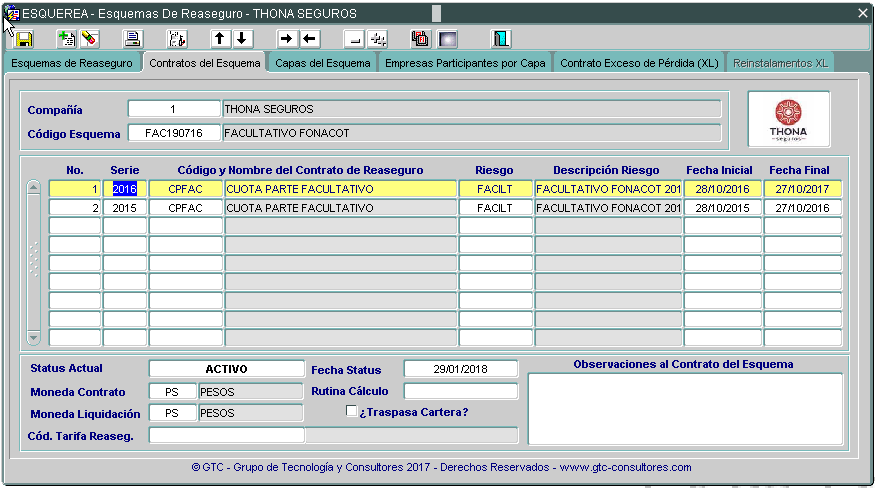 ESQUEREA - Esquemas De Reaseguro - THONA SEGUROS
Esquemas de Reaseguro Contratos del Esquema Capas del Esquema Empresas Participantes por Capa Contrato Exceso de Pérdida (XL) Reinstalamentos XL
Compañía 1 THONA SEGUROS
Código Esquema FAC190716 FACULTATIVO FONACOT
THONA
seguros
No. Serie Código y Nombre del Contrato de Reaseguro Riesgo Descripción Riesgo Fecha Inicial Fecha Final
1 2016 CPFAC CUOTA PARTE FACULTATIVO FACILT FACULTATIVO FONACOT 201 28/10/2016 27/10/2017
2 2015 CPFAC CUOTA PARTE FACULTATIVO FACILT FACULTATIVO FONACOT 201 28/10/2015 27/10/2016
Status Actual ACTIVO Fecha Status 29/01/2018 Observaciones al Contrato del Esquema
Moneda Contrato PS PESOS Rutina Cálculo
Moneda Liquidación PS PESOS ¿Traspasa Cartera?
Cód. Tarifa Reaseg.
© GTC - Grupo de Tecnología y Consultores 2017 - Derechos Reservados - www.gtc-consultores.com